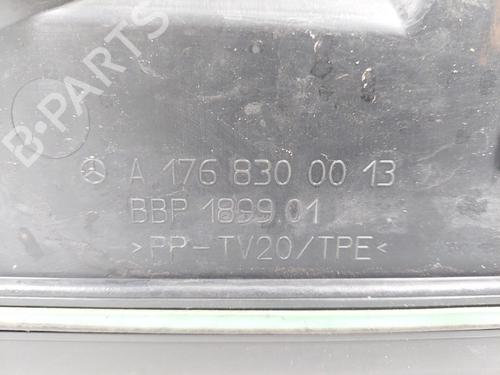 B-PARTS
A 176 830 00 13
BBP 1899.01
>PP-TV20/TPE<